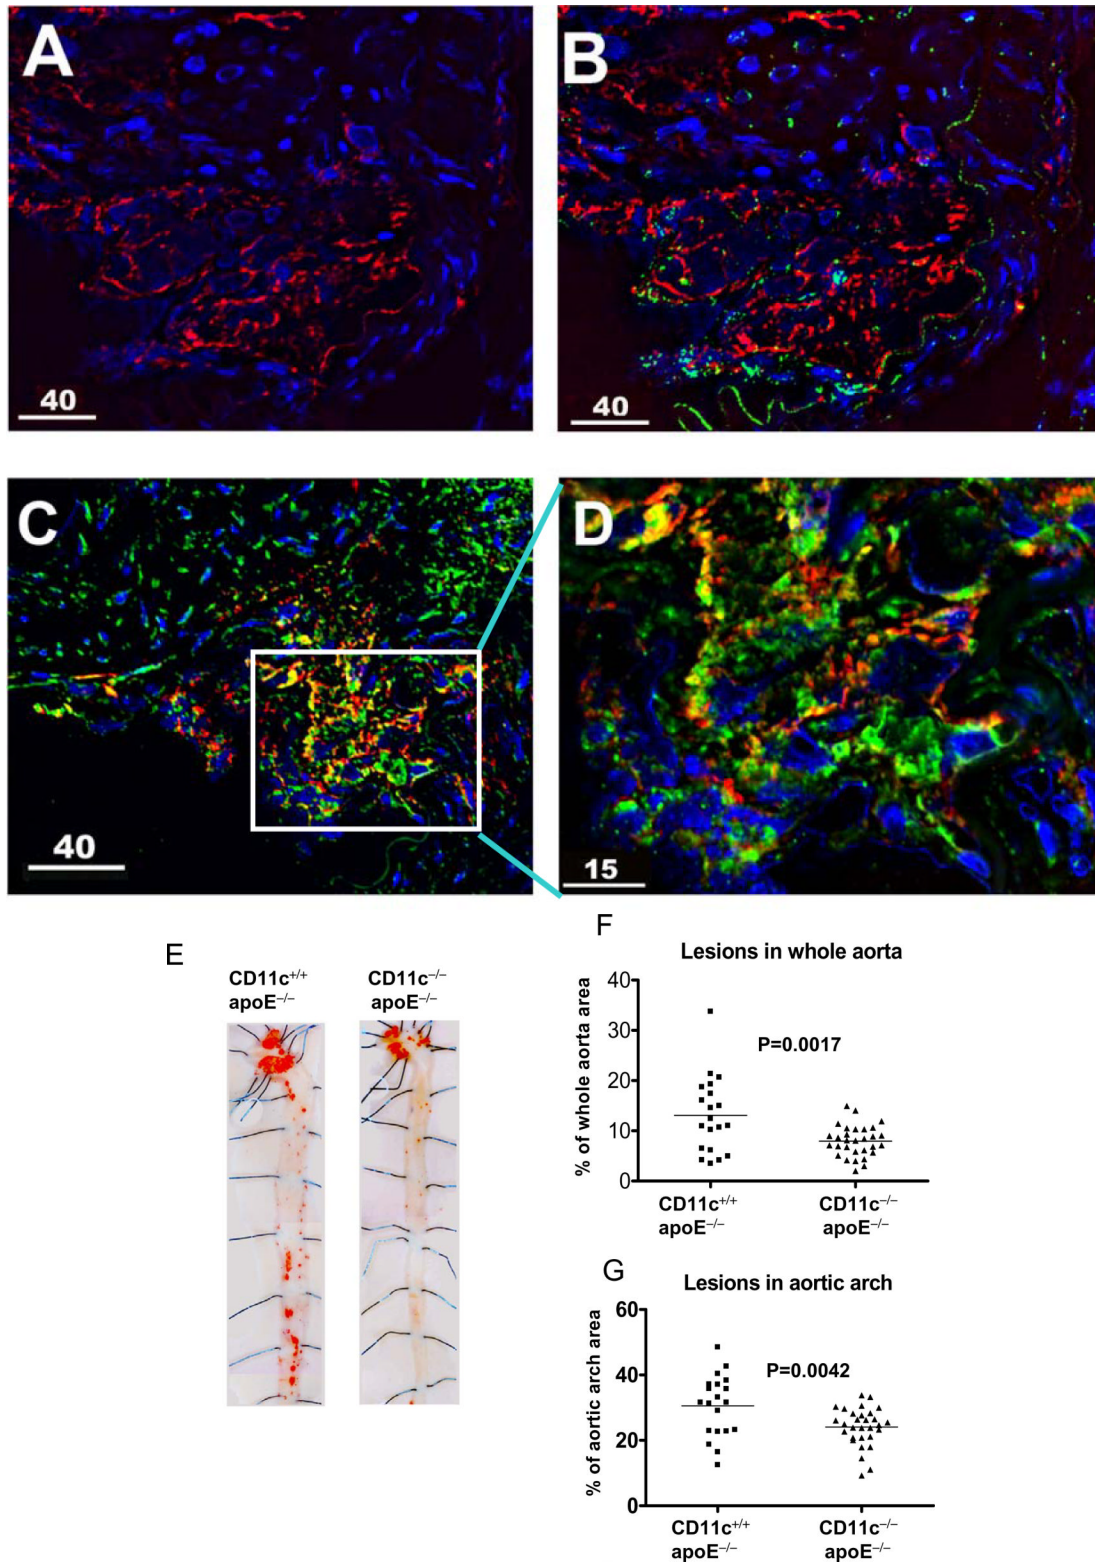 A
B
40
40
C
D
40
15
E
CD11c+/+
apoE−/−
CD11c−/−
apoE−/−
F
Lesions in whole aorta
% of whole aorta area
40
30
20
10
0
P=0.0017
CD11c+/+
apoE−/−
CD11c−/−
apoE−/−
G
Lesions in aortic arch
% of aortic arch area
60
40
20
0
P=0.0042
CD11c+/+
apoE−/−
CD11c−/−
apoE−/−